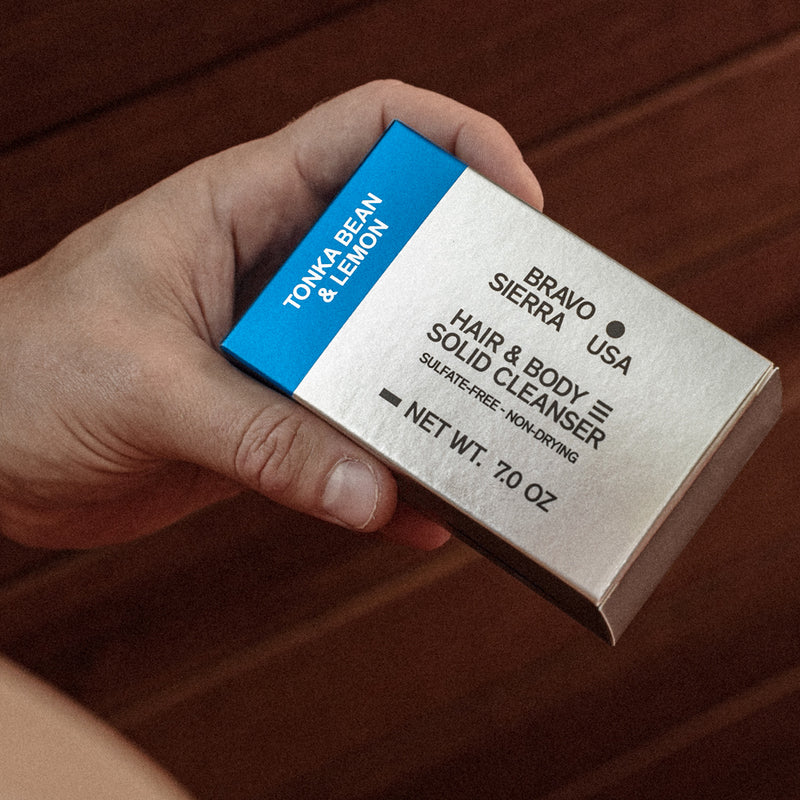 TONKA BEAN
& LEMON
BRAVO
SIERRA USA
HAIR & BODY
SOLID CLEANSER
SULFATE-FREE - NON-DRYING
NET WT. 7.0 OZ